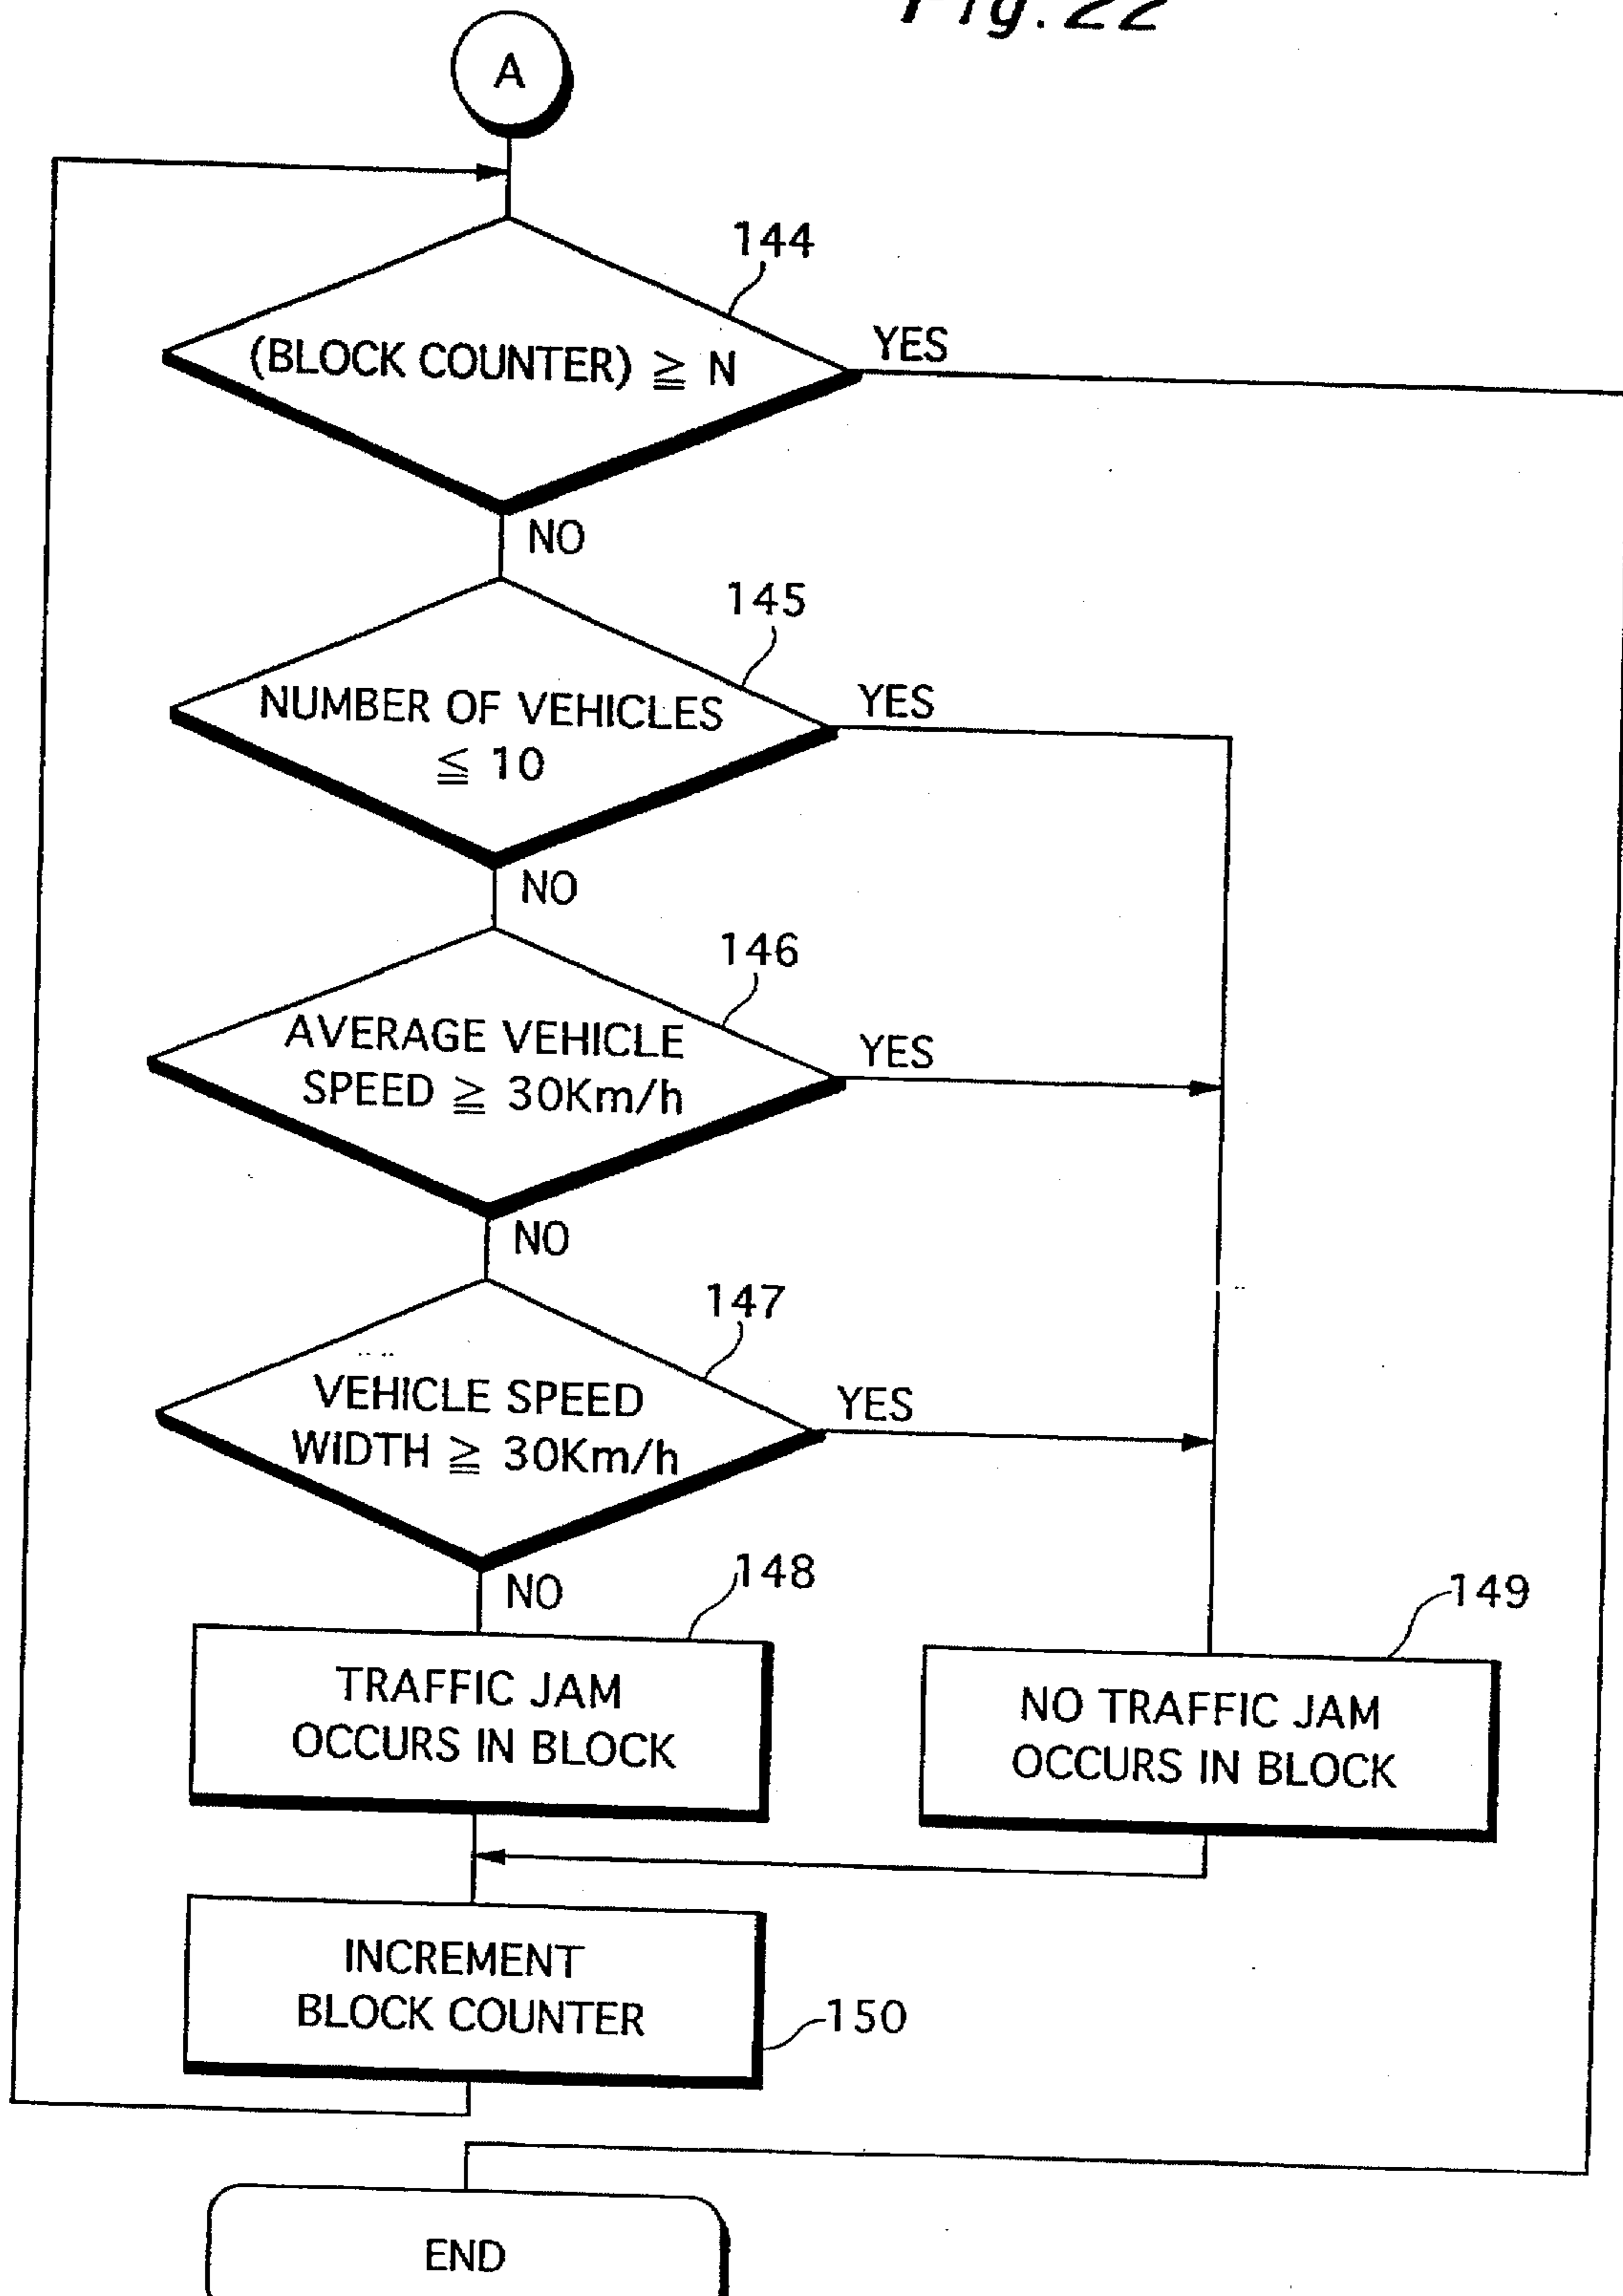 Fig. 22
A
144
(BLOCK COUNTER) ≧ N
YES
NO
145
NUMBER OF VEHICLES
≦ 10
YES
NO
146
AVERAGE VEHICLE
SPEED ≧ 30Km/h
YES
NO
147
VEHICLE SPEED
WIDTH ≧ 30Km/h
YES
NO
148
TRAFFIC JAM
OCCURS IN BLOCK
149
NO TRAFFIC JAM
OCCURS IN BLOCK
INCREMENT
BLOCK COUNTER
150
END